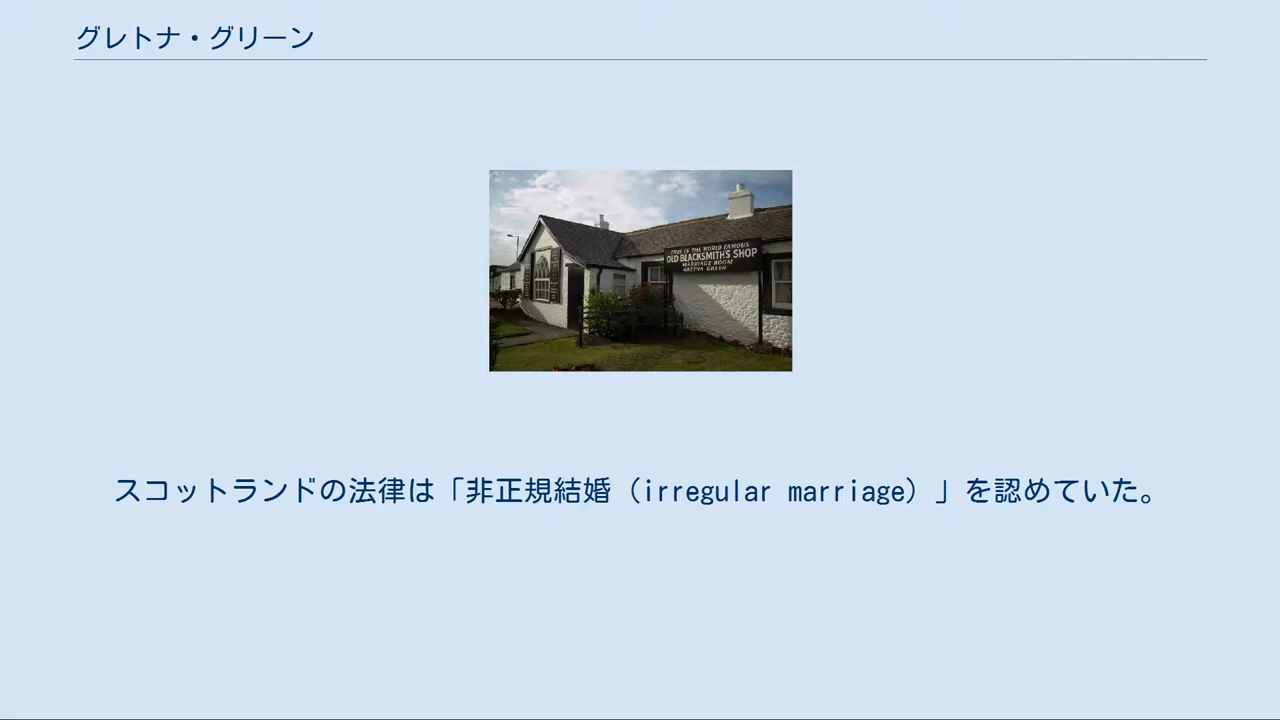 グレトナ・グリーン
THIS IS THE WORLD FAMOUS
OLD BLACKSMITH'S SHOP
MARRIAGE ROOM
GRETNA GREEN
スコットランドの法律は「非正規結婚（irregular marriage）」を認めていた。